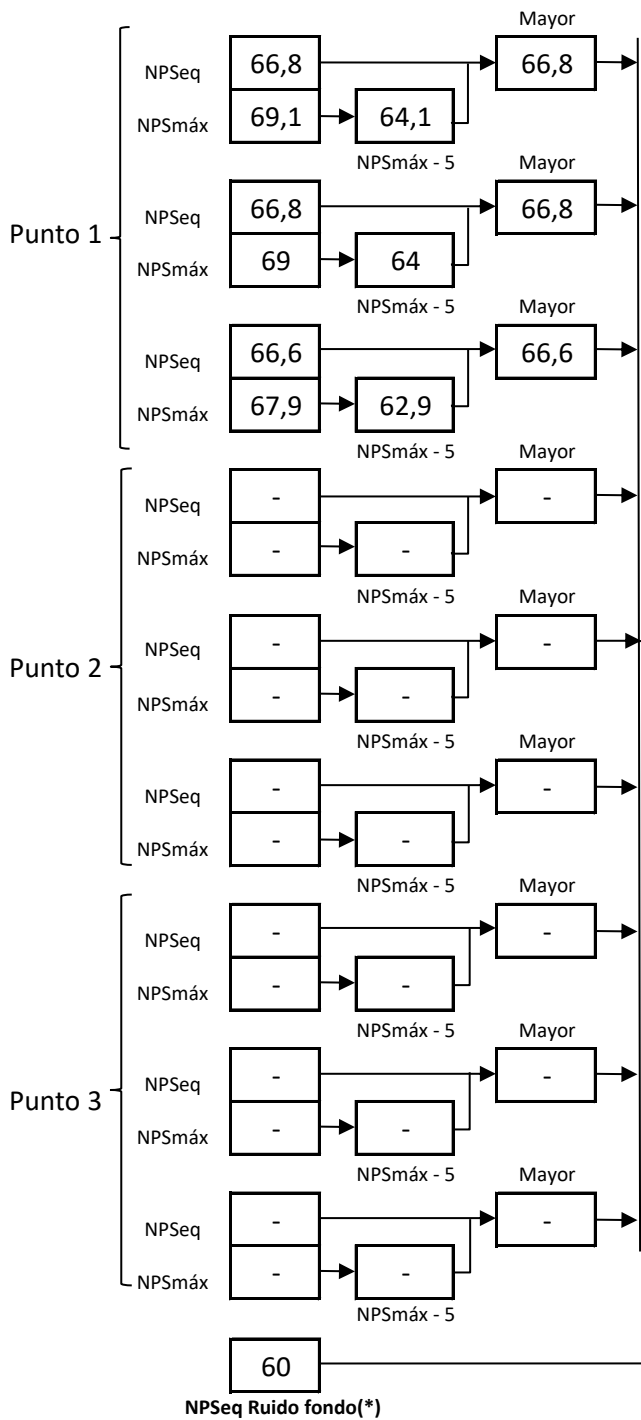 Mayor
NPSeq 66,8 66,8
NPSmáx 69,1 64,1
NPSmáx - 5
Mayor
NPSeq 66,8 66,8
Punto 1
NPSmáx 69 64
NPSmáx - 5
Mayor
NPSeq 66,6 66,6
NPSmáx 67,9 62,9
NPSmáx - 5
Mayor
NPSeq - -
NPSmáx - -
NPSmáx - 5
Mayor
NPSeq - -
Punto 2
NPSmáx - -
NPSmáx - 5
Mayor
NPSeq - -
NPSmáx - -
NPSmáx - 5
Mayor
NPSeq - -
NPSmáx - -
NPSmáx - 5
Mayor
NPSeq - -
Punto 3
NPSmáx - -
NPSmáx - 5
Mayor
NPSeq - -
NPSmáx - -
NPSmáx - 5
60
NPSeq Ruido fondo(*)